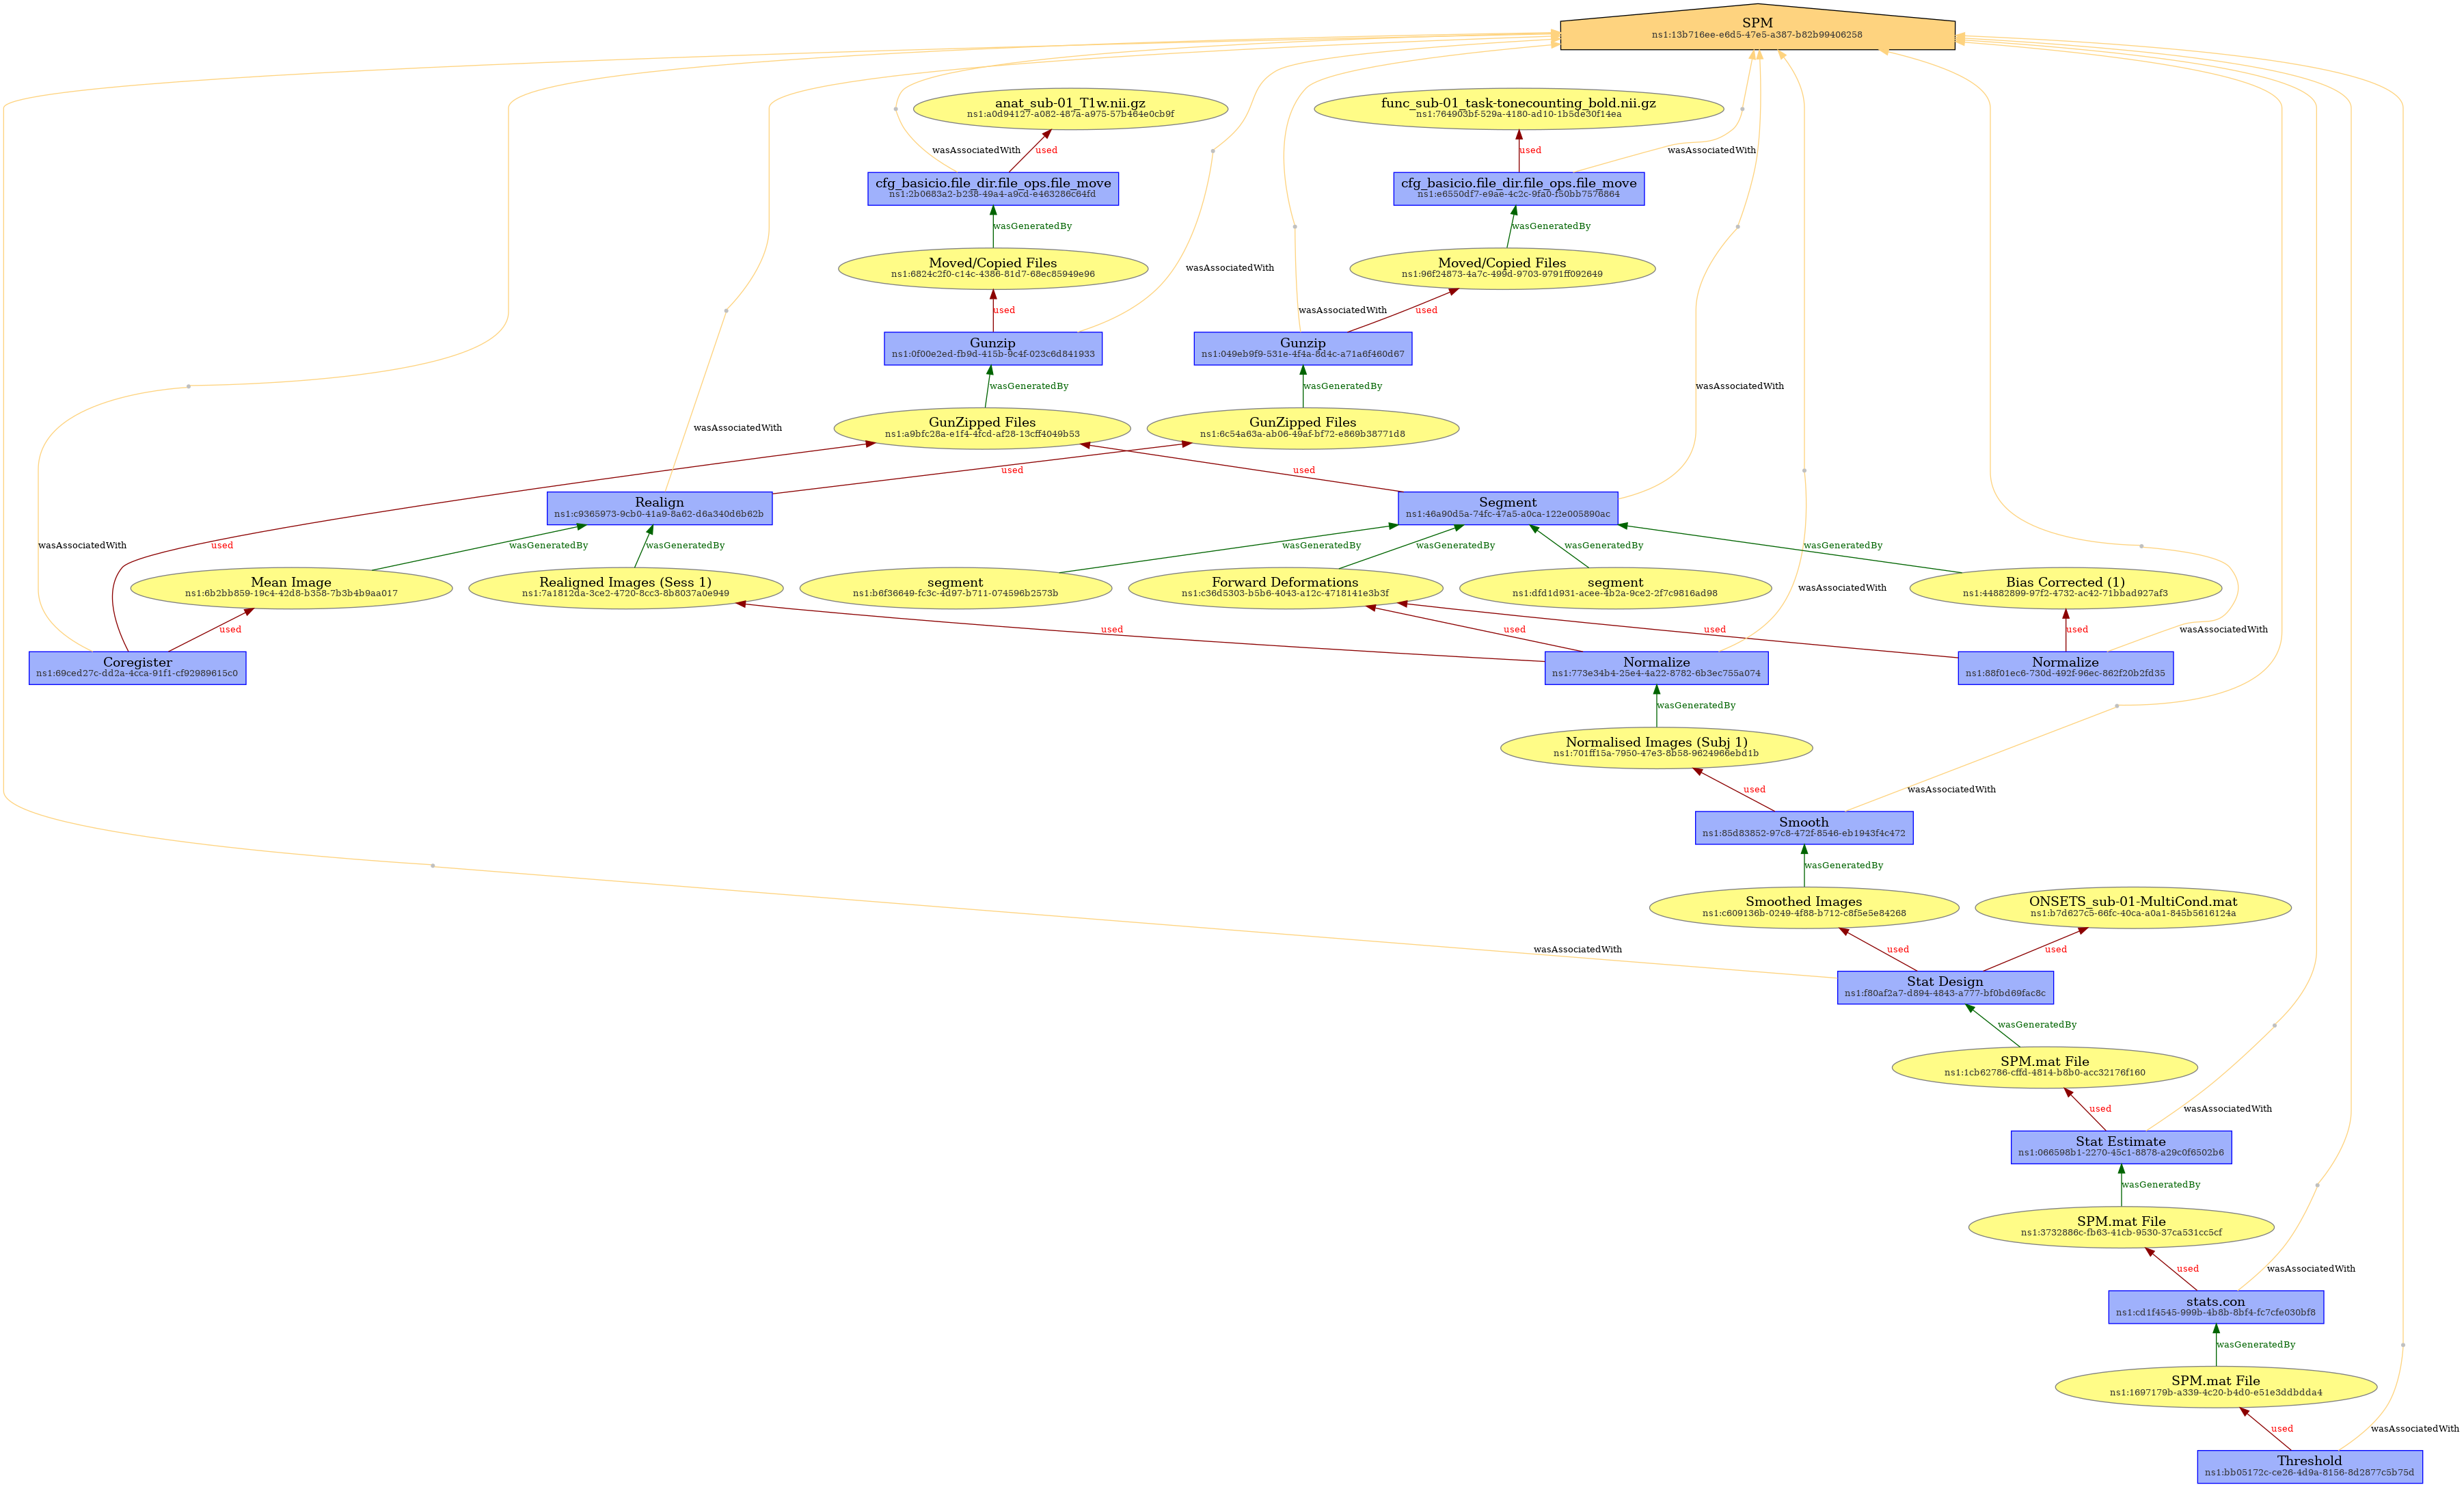 SPM
ns1:13b716ee-e6d5-47e5-a387-b82b99406258
anat_sub-01_T1w.nii.gz
ns1:a0d94127-a082-487a-a975-57b464e0cb9f
func_sub-01_task-tonecounting_bold.nii.gz
ns1:764903bf-529a-4180-ad10-1b5de30f14ea
wasAssociatedWith
used
used
wasAssociatedWith
cfg_basicio.file_dir.file_ops.file_move
ns1:2b0683a2-b238-49a4-a9cd-e463286c64fd
cfg_basicio.file_dir.file_ops.file_move
ns1:e6550df7-e9ae-4c2c-9fa0-f50bb7576864
wasGeneratedBy
wasGeneratedBy
Moved/Copied Files
ns1:6824c2f0-c14c-4386-81d7-68ec85949e96
wasAssociatedWith
Moved/Copied Files
ns1:96f24873-4a7c-499d-9703-9791ff092649
used
wasAssociatedWith
used
Gunzip
ns1:0f00e2ed-fb9d-415b-9c4f-023c6d841933
Gunzip
ns1:049eb9f9-531e-4f4a-8d4c-a71a6f460d67
wasGeneratedBy
wasGeneratedBy
wasAssociatedWith
wasAssociatedWith
GunZipped Files
ns1:a9bfc28a-e1f4-4fcd-af28-13cff4049b53
GunZipped Files
ns1:6c54a63a-ab06-49af-bf72-e869b38771d8
used
used
Realign
ns1:c9365973-9cb0-41a9-8a62-d6a340d6b62b
Segment
ns1:46a90d5a-74fc-47a5-a0ca-122e005890ac
wasAssociatedWith
used
wasGeneratedBy
wasGeneratedBy
wasGeneratedBy
wasGeneratedBy
wasGeneratedBy
wasGeneratedBy
Mean Image
ns1:6b2bb859-19c4-42d8-b358-7b3b4b9aa017
Realigned Images (Sess 1)
ns1:7a1812da-3ce2-4720-8cc3-8b8037a0e949
segment
ns1:b6f36649-fc3c-4d97-b711-074596b2573b
Forward Deformations
ns1:c36d5303-b5b6-4043-a12c-4718141e3b3f
segment
ns1:dfd1d931-acee-4b2a-9ce2-2f7c9816ad98
wasAssociatedWith
Bias Corrected (1)
ns1:44882899-97f2-4732-ac42-71bbad927af3
used
used
used
used
used
wasAssociatedWith
Coregister
ns1:69ced27c-dd2a-4cca-91f1-cf92989615c0
Normalize
ns1:773e34b4-25e4-4a22-8782-6b3ec755a074
Normalize
ns1:88f01ec6-730d-492f-96ec-862f20b2fd35
wasGeneratedBy
Normalised Images (Subj 1)
ns1:701ff15a-7950-47e3-8b58-9624966ebd1b
used
wasAssociatedWith
Smooth
ns1:85d83852-97c8-472f-8546-eb1943f4c472
wasGeneratedBy
Smoothed Images
ns1:c609136b-0249-4f88-b712-c8f5e5e84268
ONSETS_sub-01-MultiCond.mat
ns1:b7d627c5-66fc-40ca-a0a1-845b5616124a
wasAssociatedWith
used
used
Stat Design
ns1:f80af2a7-d894-4843-a777-bf0bd69fac8c
wasGeneratedBy
SPM.mat File
ns1:1cb62786-cffd-4814-b8b0-acc32176f160
used
wasAssociatedWith
Stat Estimate
ns1:066598b1-2270-45c1-8878-a29c0f6502b6
wasGeneratedBy
SPM.mat File
ns1:3732886c-fb63-41cb-9530-37ca531cc5cf
used
wasAssociatedWith
stats.con
ns1:cd1f4545-999b-4b8b-8bf4-fc7cfe030bf8
wasGeneratedBy
SPM.mat File
ns1:1697179b-a339-4c20-b4d0-e51e3ddbdda4
used
wasAssociatedWith
Threshold
ns1:bb05172c-ce26-4d9a-8156-8d2877c5b75d